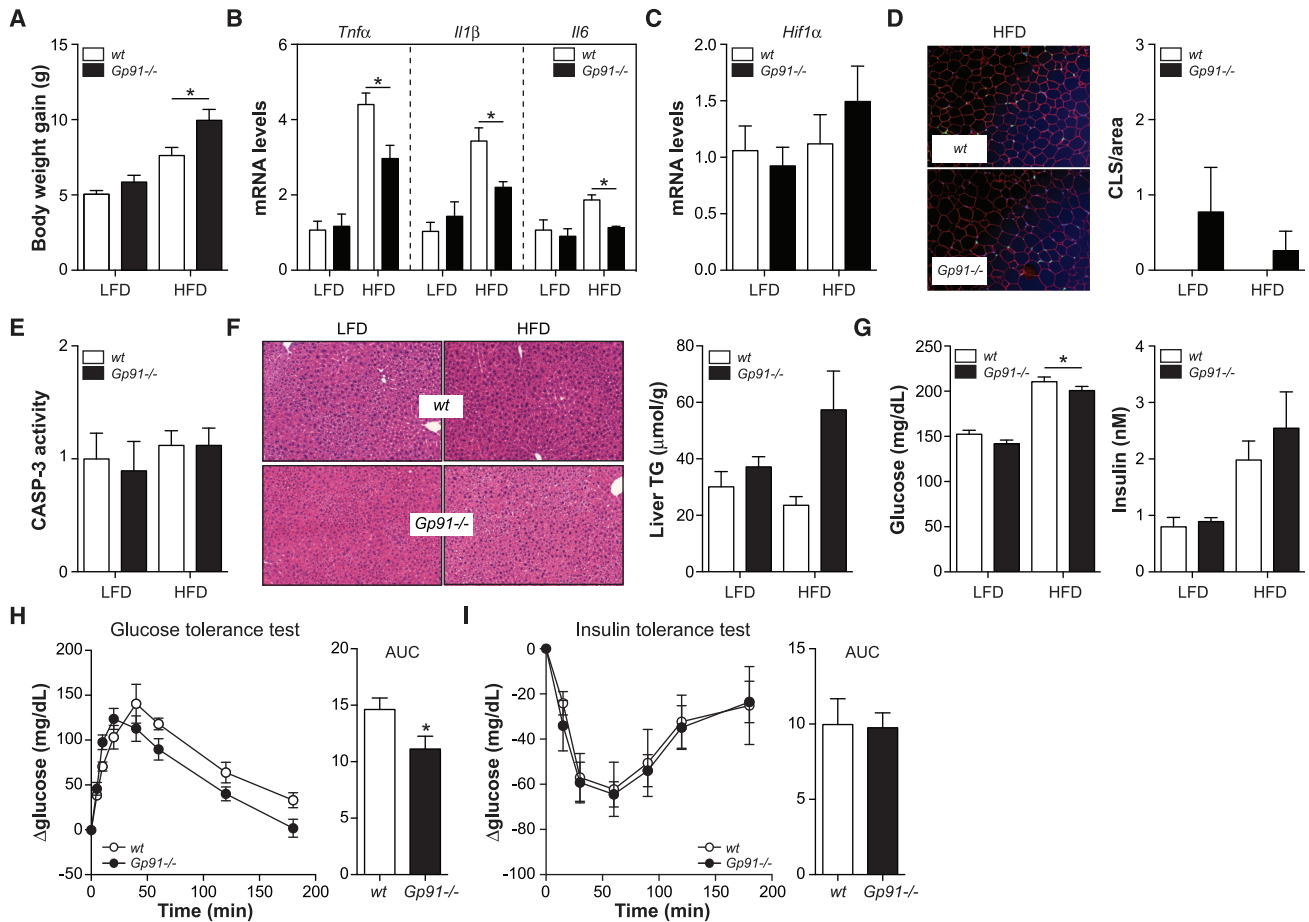 A
Body weight gain (g)
15
10
5
0
wt
Gp91-/-
*
LFD
HFD
B
Tnfα
Il1β
Il6
mRNA levels
6
4
2
0
wt
Gp91-/-
*
*
*
LFD HFD LFD HFD LFD HFD
C
Hif1α
mRNA levels
2.0
1.5
1.0
0.5
0.0
wt
Gp91-/-
LFD
HFD
D
HFD
wt
Gp91-/-
CLS/area
3
2
1
0
LFD
HFD
E
CASP-3 activity
2
1
0
wt
Gp91-/-
LFD
HFD
F
LFD
HFD
wt
Gp91-/-
Liver TG (μmol/g)
80
60
40
20
0
wt
Gp91-/-
LFD
HFD
G
Glucose (mg/dL)
250
200
150
100
50
0
wt
Gp91-/-
*
LFD
HFD
Insulin (nM)
4
3
2
1
0
wt
Gp91-/-
LFD
HFD
H
Glucose tolerance test
Δglucose (mg/dL)
200
150
100
50
0
-50
wt
Gp91-/-
0 50 100 150 200
Time (min)
AUC
20
15
10
5
0
*
wt Gp91-/-
I
Insulin tolerance test
Δglucose (mg/dL)
0
-20
-40
-60
-80
-100
wt
Gp91-/-
0 50 100 150 200
Time (min)
AUC
15
10
5
0
wt Gp91-/-